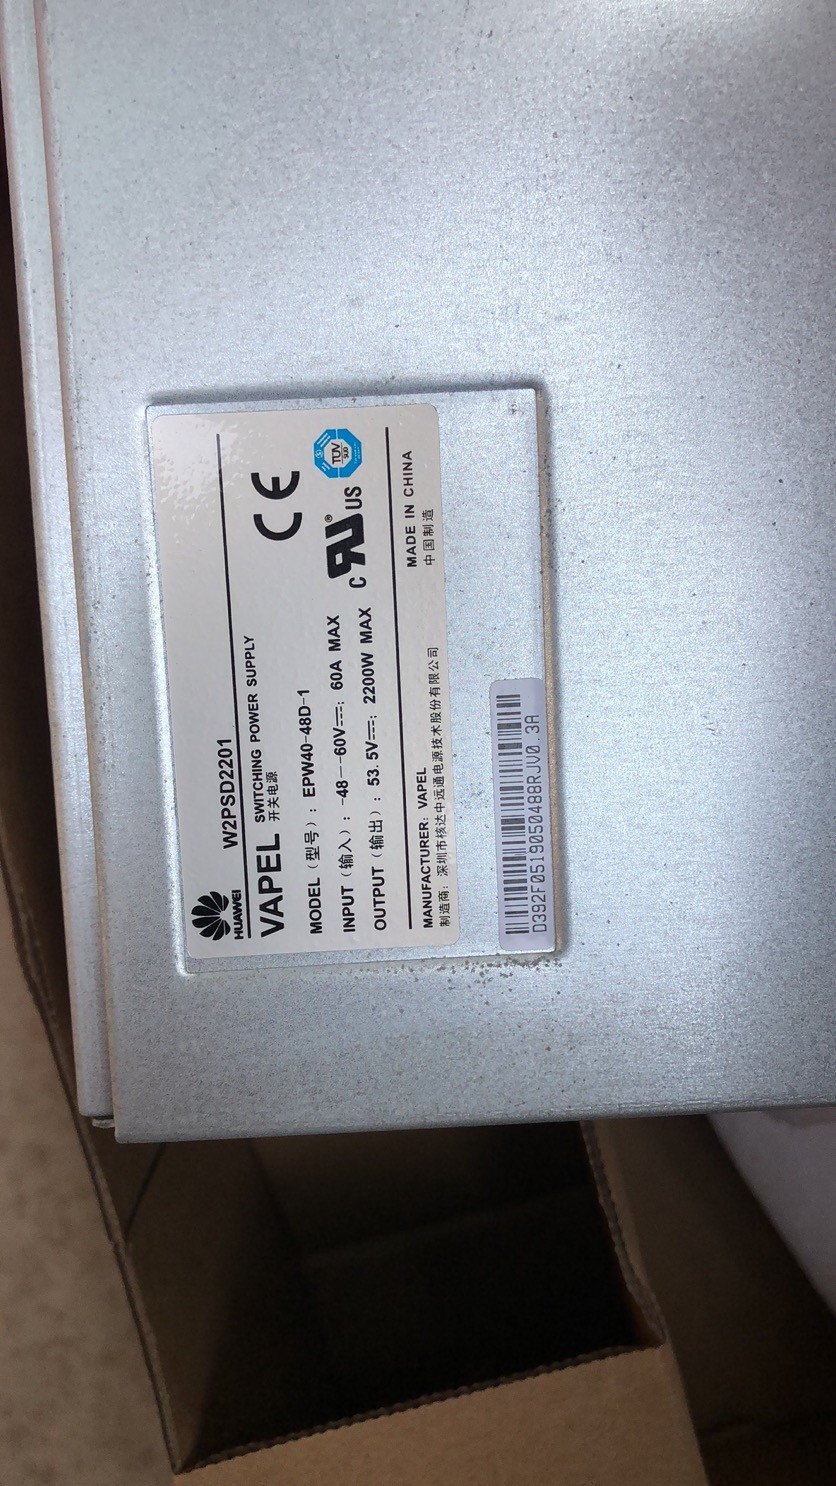 HUAWEI
W2PSD2201
VAPEL SWITCHING POWER SUPPLY
开关电源
MODEL（型号）: EPW40-48D-1
INPUT（输入）: -48--60V⎓; 60A MAX
OUTPUT（输出）: 53.5V⎓; 2200W MAX
CE
c RU® US
TÜV
SÜD
MANUFACTURER: VAPEL
制造商: 深圳市核达中远通电源技术股份有限公司
MADE IN CHINA
中国制造
D392F0519050488RJV0.3A